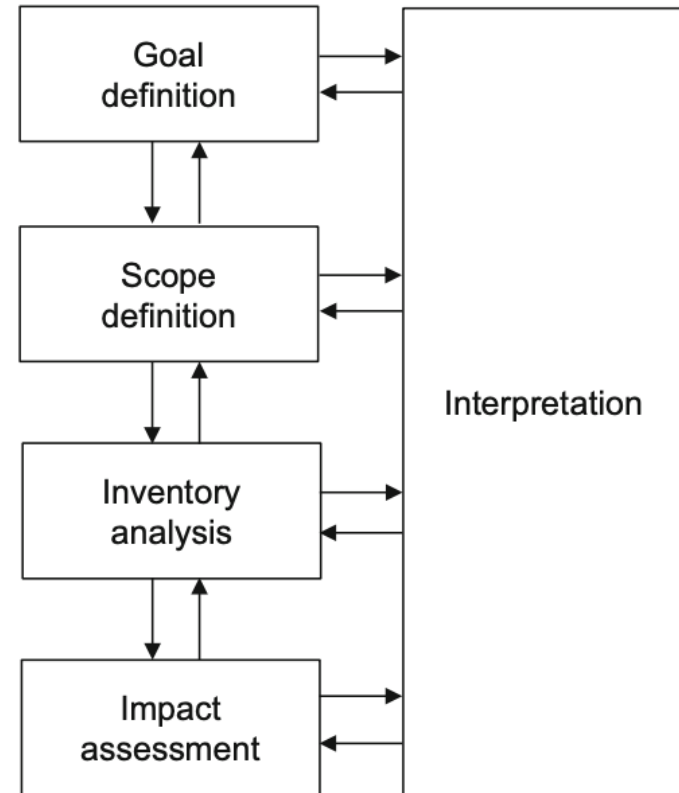 Goal
definition
Scope
definition
Interpretation
Inventory
analysis
Impact
assessment